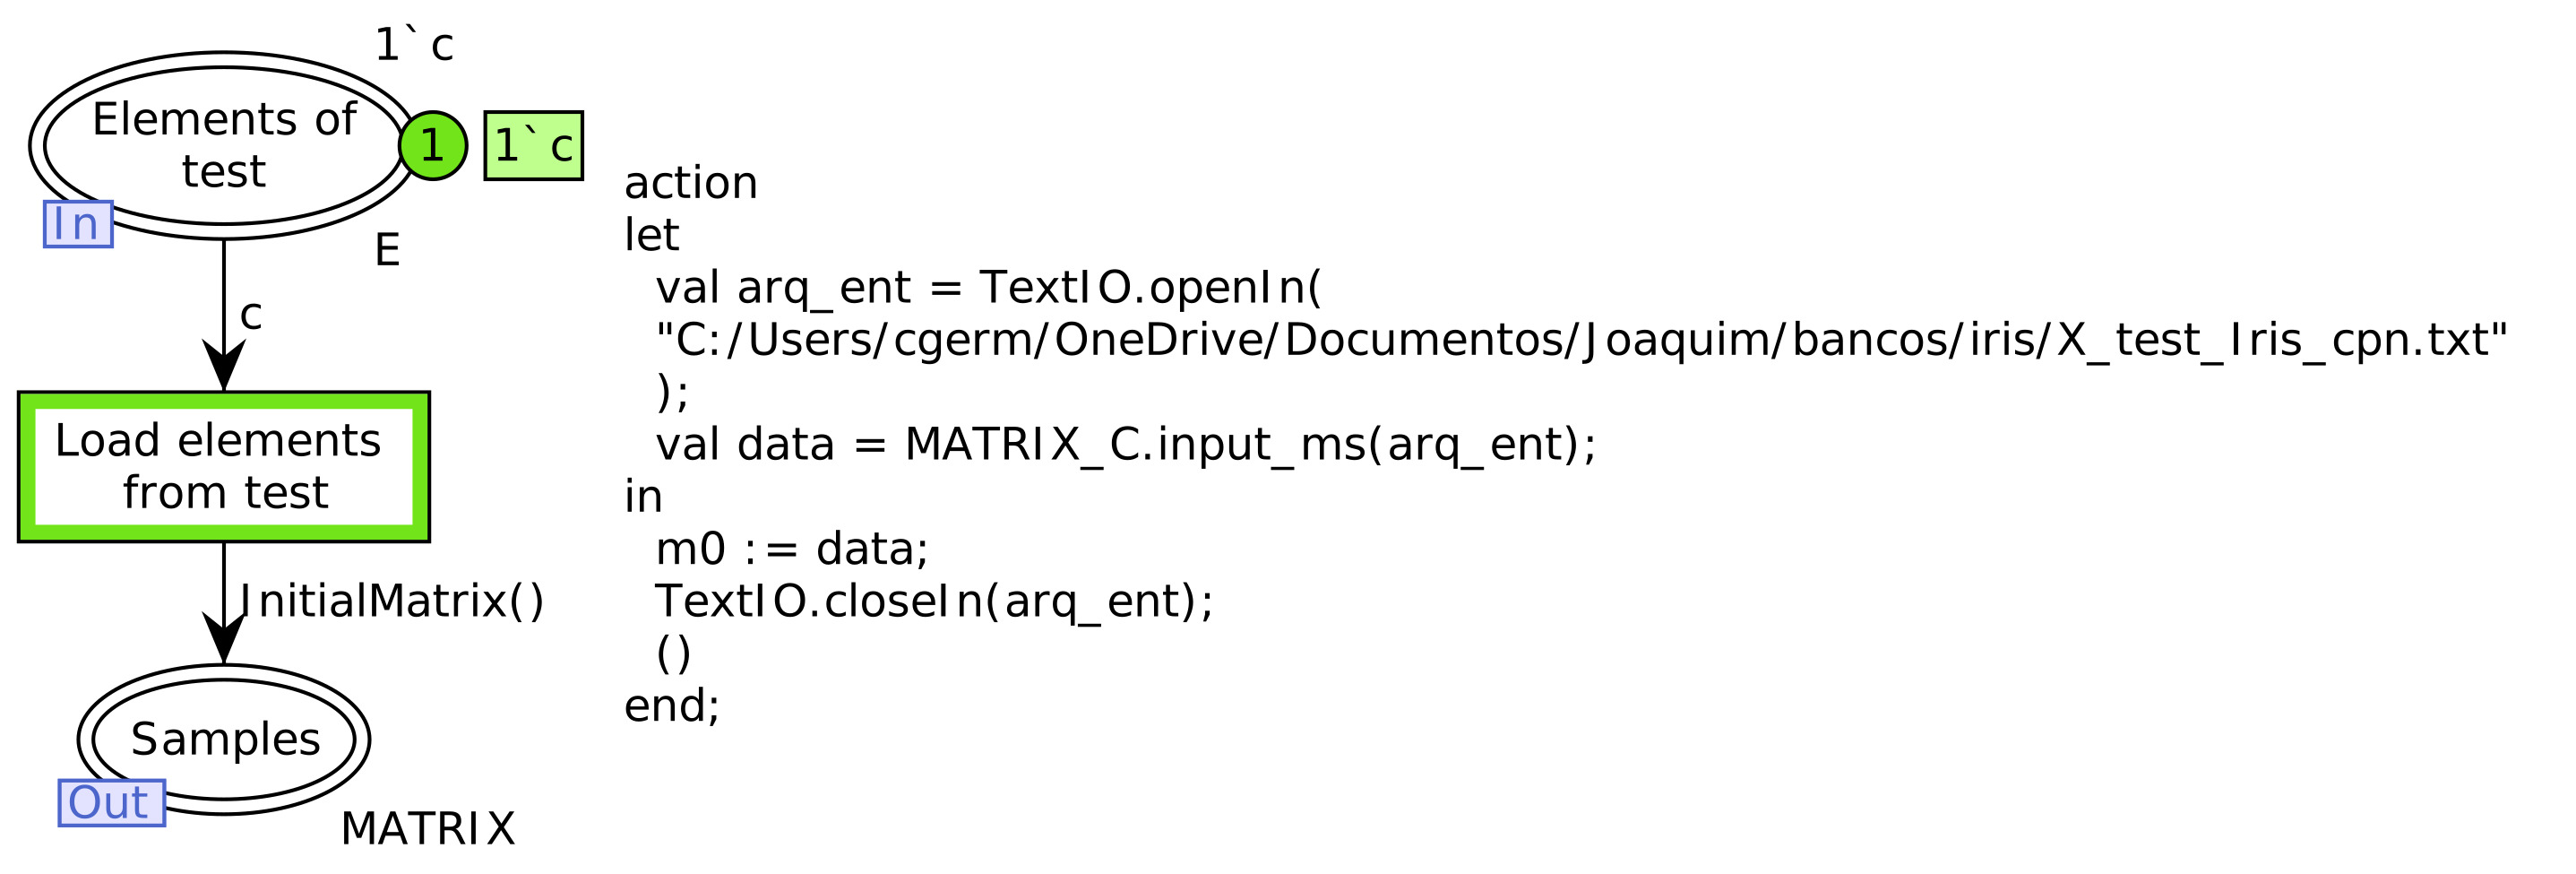 1`c
Elements of
test
1
1`c
In
E
c
Load elements
from test
InitialMatrix()
Samples
Out
MATRIX
action
let
val arq_ent = TextIO.openIn(
"C:/Users/cgerm/OneDrive/Documentos/Joaquim/bancos/iris/X_test_Iris_cpn.txt"
);
val data = MATRIX_C.input_ms(arq_ent);
in
m0 := data;
TextIO.closeIn(arq_ent);
()
end;